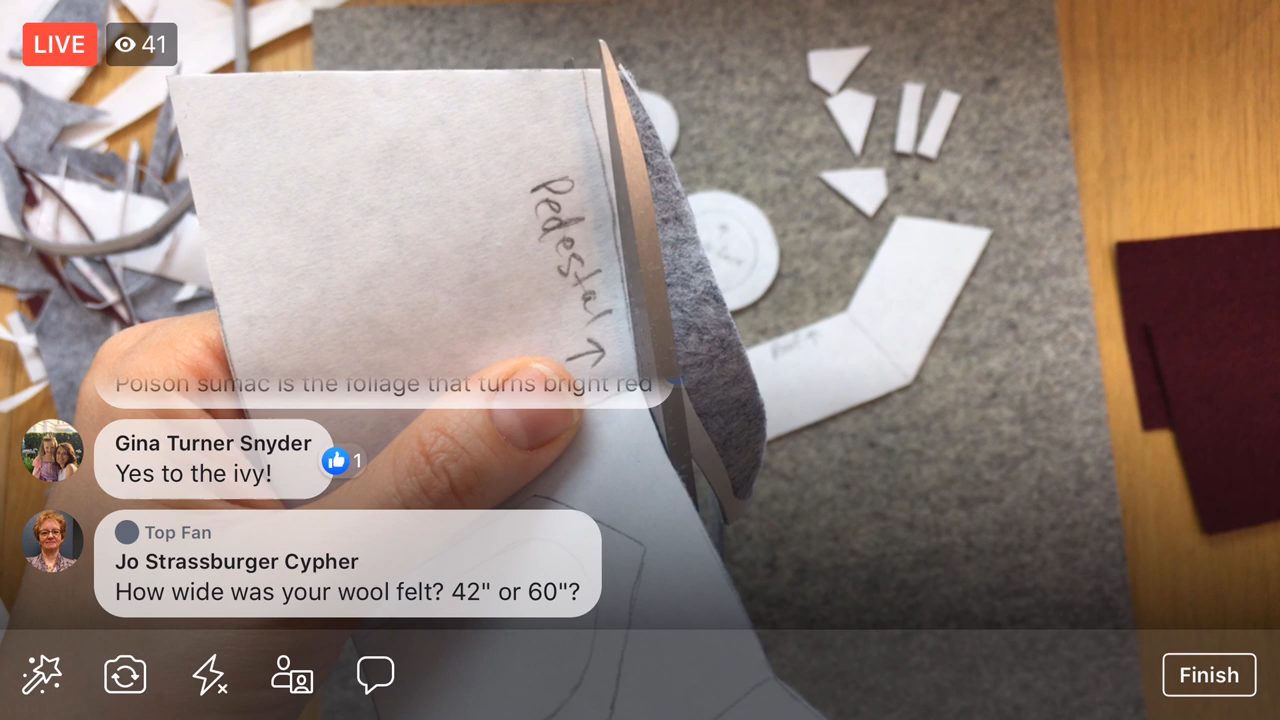 LIVE
41
Pedestal ↑
Poison sumac is the foliage that turns bright red
Gina Turner Snyder
Yes to the ivy!
1
Top Fan
Jo Strassburger Cypher
How wide was your wool felt? 42" or 60"?
Finish